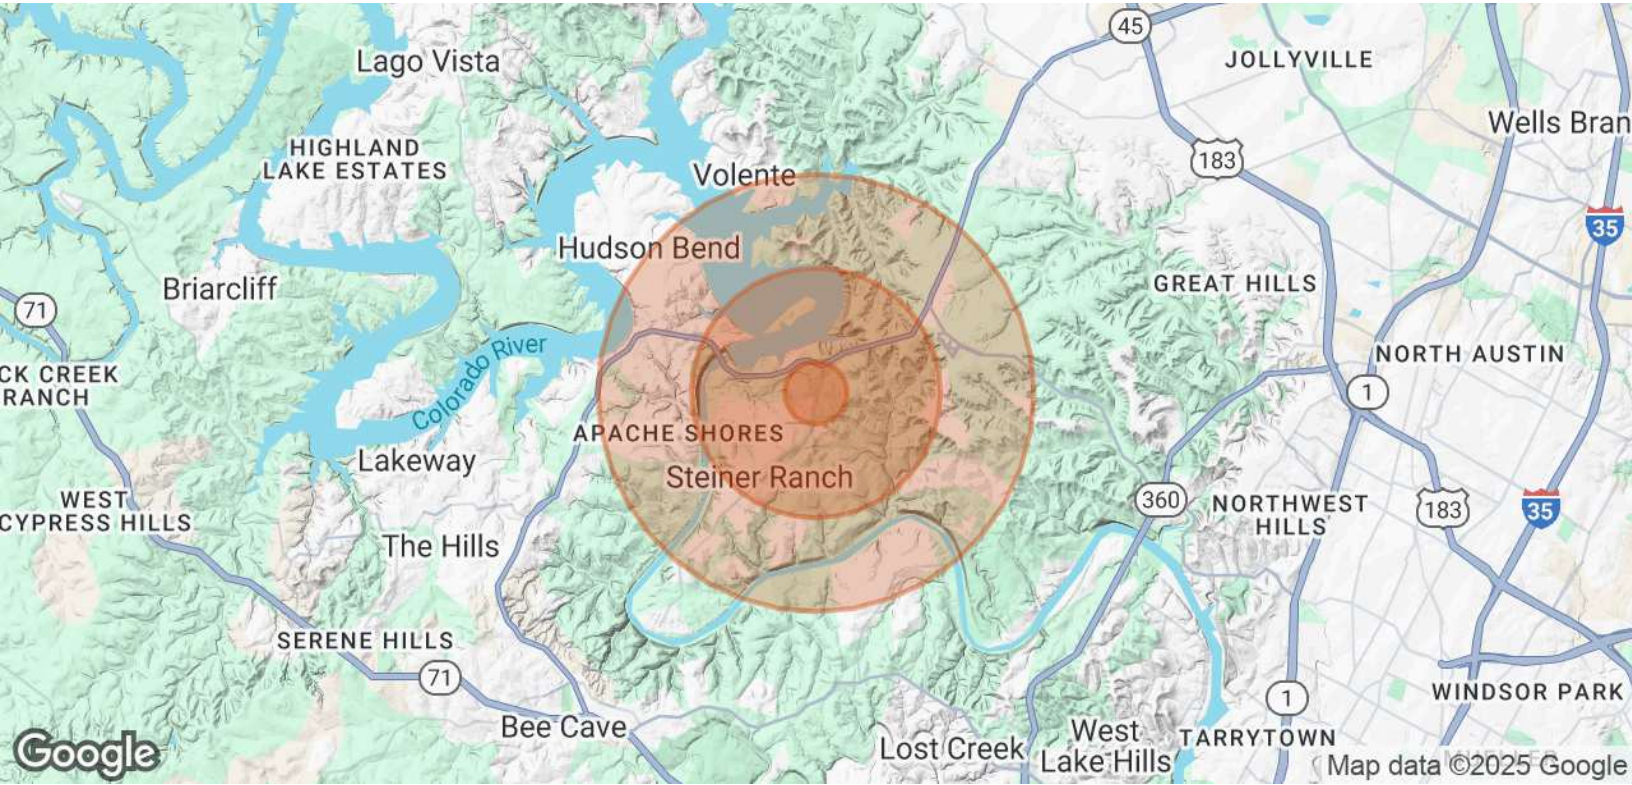 45
Lago Vista
JOLLYVILLE
Wells Bran
HIGHLAND
LAKE ESTATES
183
Volente
35
Hudson Bend
Briarcliff
GREAT HILLS
71
Colorado River
NORTH AUSTIN
CK CREEK
RANCH
1
APACHE SHORES
Lakeway
Steiner Ranch
WEST
CYPRESS HILLS
360
NORTHWEST
HILLS
183
35
The Hills
SERENE HILLS
71
WINDSOR PARK
1
Bee Cave
West
Lake Hills
TARRYTOWN
Lost Creek
Google
MUELLER
Map data ©2025 Google